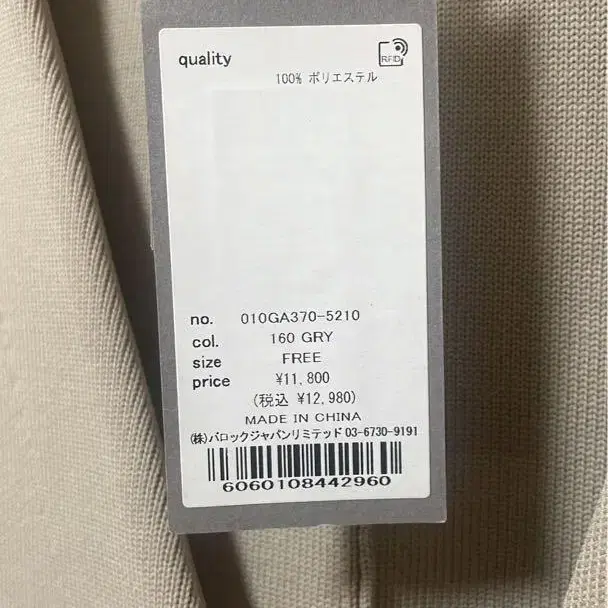 quality
RFID
100% ポリエステル
no. 010GA370-5210
col. 160 GRY
size FREE
price ¥11,800
(税込 ¥12,980)
MADE IN CHINA
(株)バロックジャパンリミテッド 03-6730-9191
6060108442960